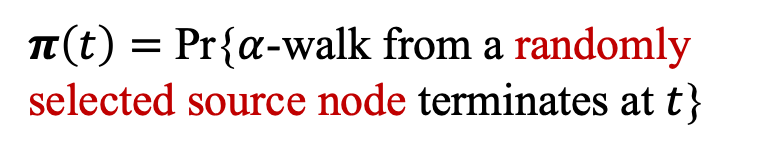 𝝅(𝑡) = Pr{𝛼-walk from a randomly
selected source node terminates at 𝑡}